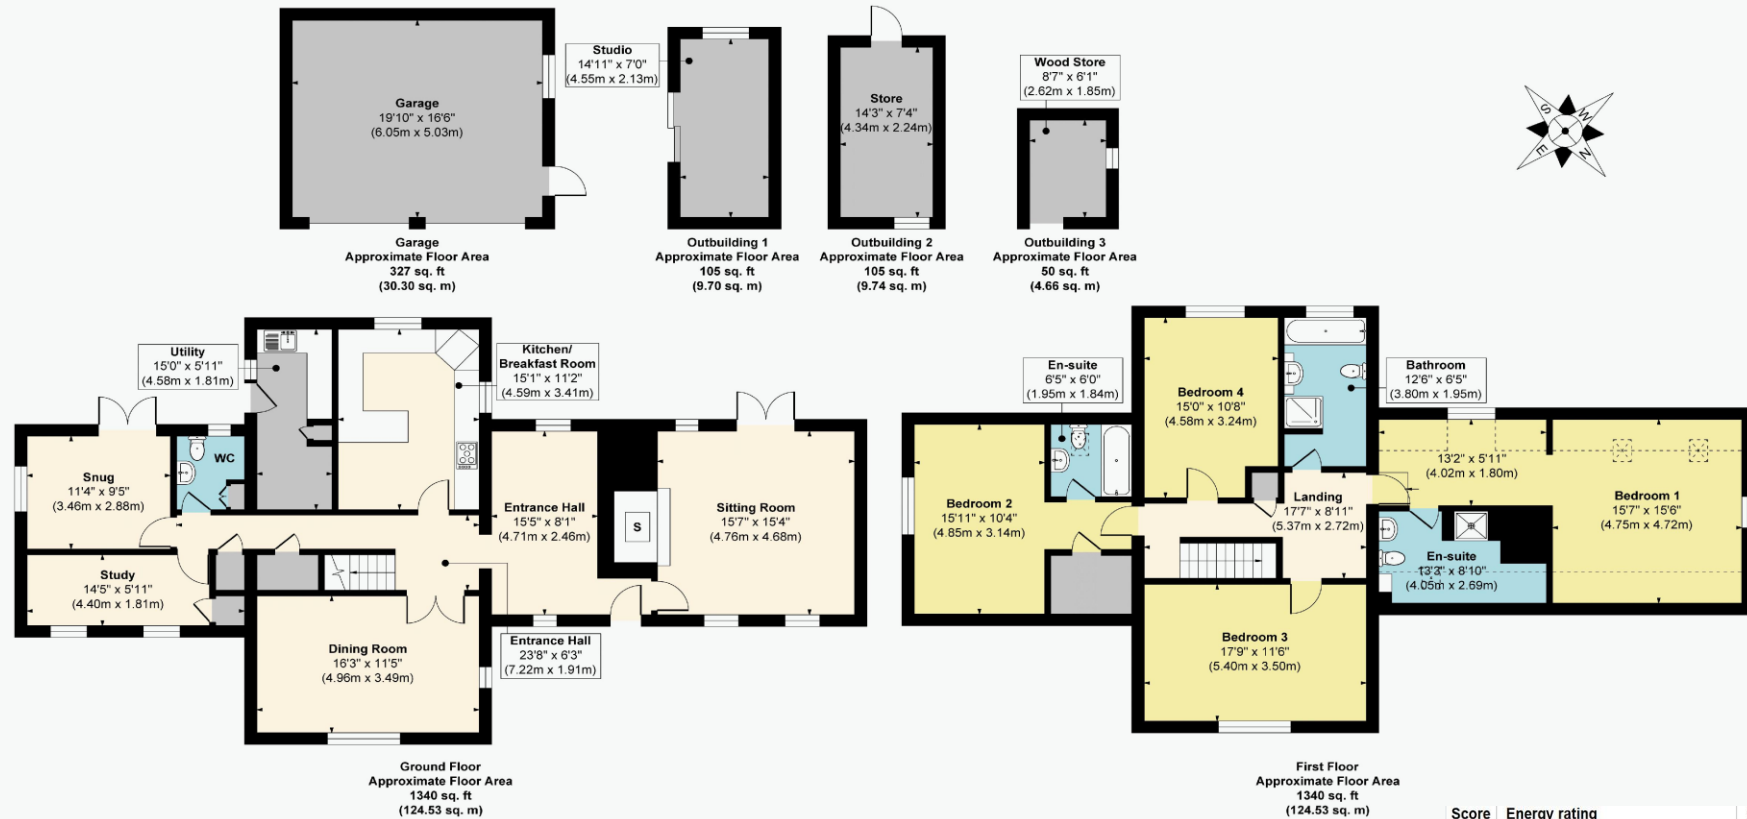 Garage
19'10" x 16'6"
(6.05m x 5.03m)
Garage
Approximate Floor Area
327 sq. ft
(30.30 sq. m)
Studio
14'11" x 7'0"
(4.55m x 2.13m)
Outbuilding 1
Approximate Floor Area
105 sq. ft
(9.70 sq. m)
Store
14'3" x 7'4"
(4.34m x 2.24m)
Outbuilding 2
Approximate Floor Area
105 sq. ft
(9.74 sq. m)
Wood Store
8'7" x 6'1"
(2.62m x 1.85m)
Outbuilding 3
Approximate Floor Area
50 sq. ft
(4.66 sq. m)
S
W
E
N
Utility
15'0" x 5'11"
(4.58m x 1.81m)
Kitchen/
Breakfast Room
15'1" x 11'2"
(4.59m x 3.41m)
WC
Snug
11'4" x 9'5"
(3.46m x 2.88m)
Entrance Hall
15'5" x 8'1"
(4.71m x 2.46m)
S
Sitting Room
15'7" x 15'4"
(4.76m x 4.68m)
Study
14'5" x 5'11"
(4.40m x 1.81m)
Dining Room
16'3" x 11'5"
(4.96m x 3.49m)
Entrance Hall
23'8" x 6'3"
(7.22m x 1.91m)
Ground Floor
Approximate Floor Area
1340 sq. ft
(124.53 sq. m)
En-suite
6'5" x 6'0"
(1.95m x 1.84m)
Bedroom 4
15'0" x 10'8"
(4.58m x 3.24m)
Bathroom
12'6" x 6'5"
(3.80m x 1.95m)
Bedroom 2
15'11" x 10'4"
(4.85m x 3.14m)
Landing
17'7" x 8'11"
(5.37m x 2.72m)
13'2" x 5'11"
(4.02m x 1.80m)
Bedroom 1
15'7" x 15'6"
(4.75m x 4.72m)
En-suite
13'3" x 8'10"
(4.05m x 2.69m)
Bedroom 3
17'9" x 11'6"
(5.40m x 3.50m)
First Floor
Approximate Floor Area
1340 sq. ft
(124.53 sq. m)
Score Energy rating